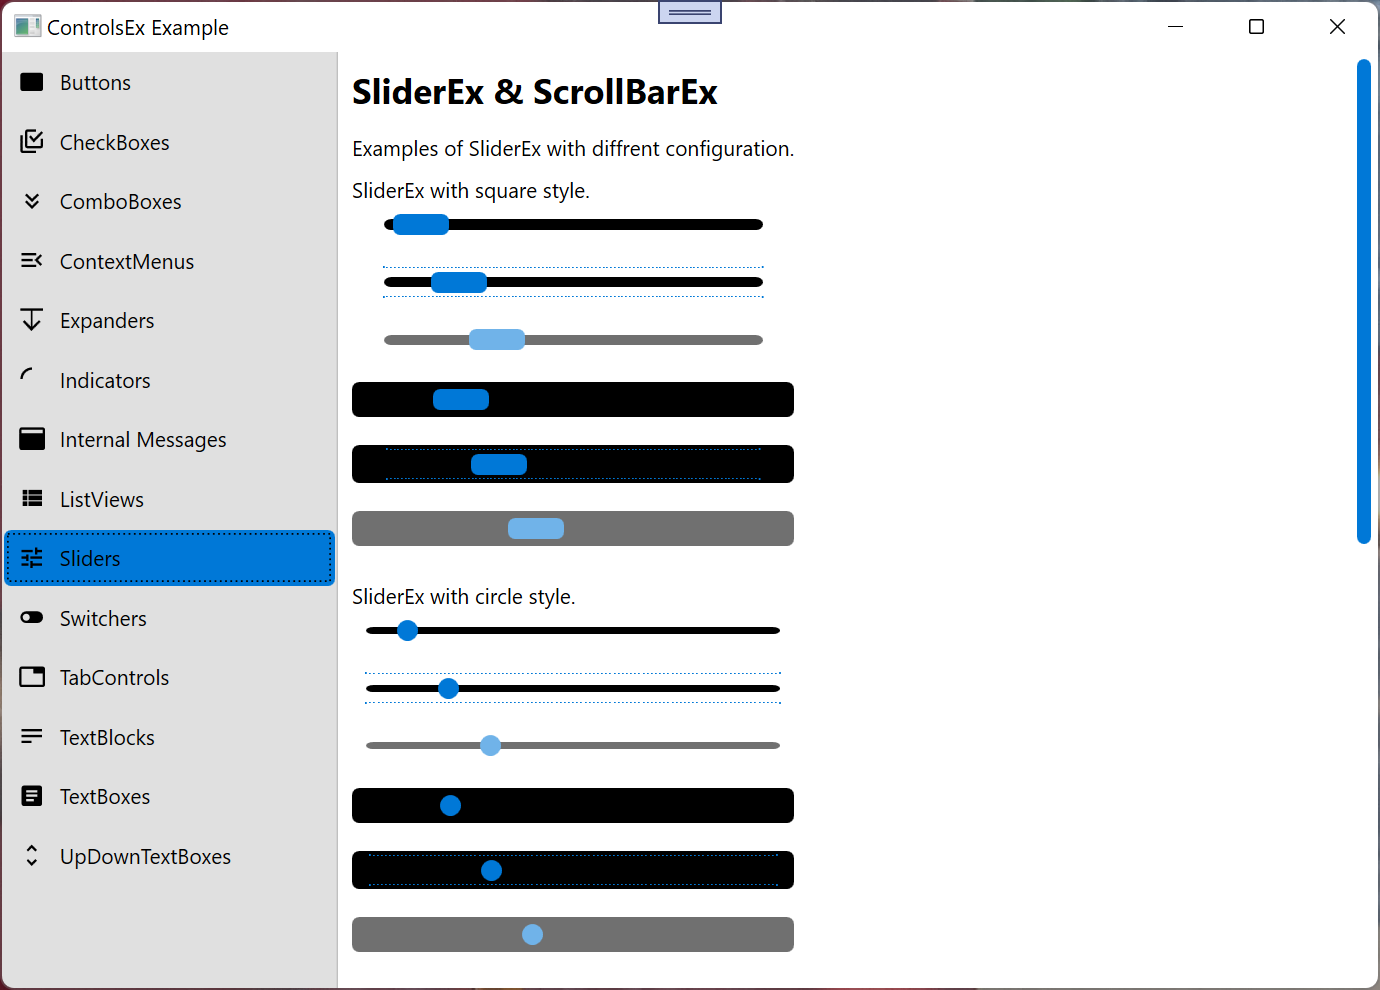 ControlsEx Example
Buttons
CheckBoxes
ComboBoxes
ContextMenus
Expanders
Indicators
Internal Messages
ListViews
Sliders
Switchers
TabControls
TextBlocks
TextBoxes
UpDownTextBoxes
SliderEx & ScrollBarEx
Examples of SliderEx with diffrent configuration.
SliderEx with square style.
SliderEx with circle style.